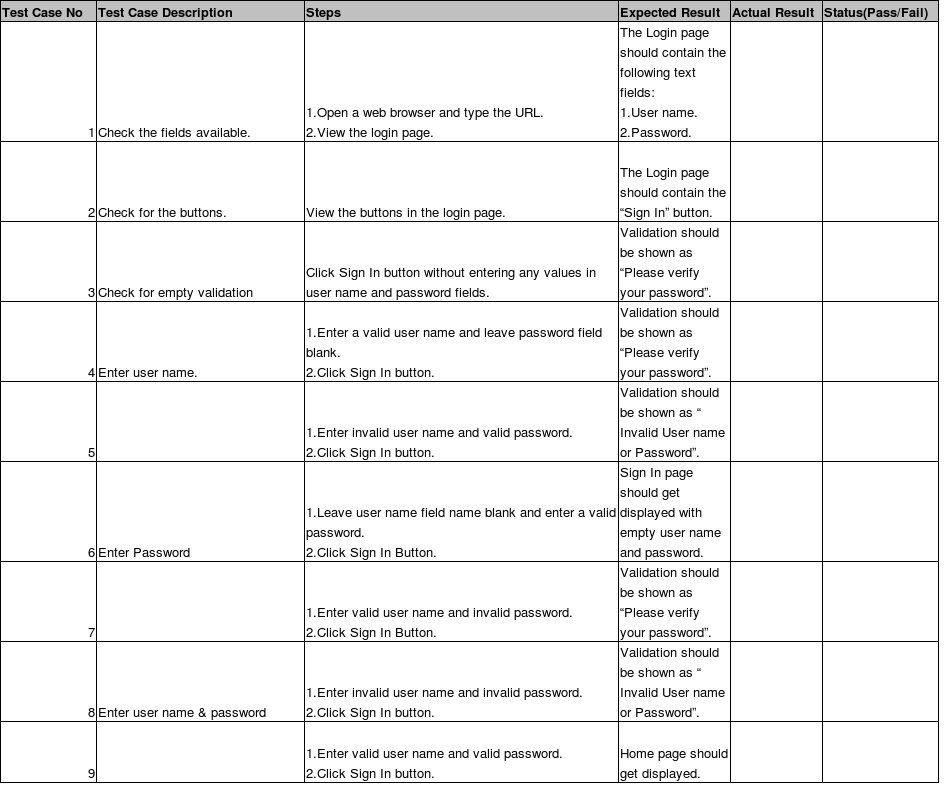 Test Case No Test Case Description Steps Expected Result Actual Result Status(Pass/Fail)
The Login page
should contain the
following text
fields:
1.Open a web browser and type the URL. 1.User name.
1 Check the fields available. 2.View the login page. 2.Password.
The Login page
should contain the
2 Check for the buttons. View the buttons in the login page. “Sign In” button.
Validation should
be shown as
Click Sign In button without entering any values in “Please verify
3 Check for empty validation user name and password fields. your password”.
Validation should
1.Enter a valid user name and leave password field be shown as
blank. “Please verify
4 Enter user name. 2.Click Sign In button. your password”.
Validation should
be shown as “
1.Enter invalid user name and valid password. Invalid User name
5 2.Click Sign In button. or Password”.
Sign In page
should get
1.Leave user name field name blank and enter a valid displayed with
password. empty user name
6 Enter Password 2.Click Sign In Button. and password.
Validation should
be shown as
1.Enter valid user name and invalid password. “Please verify
7 2.Click Sign In Button. your password”.
Validation should
be shown as “
1.Enter invalid user name and invalid password. Invalid User name
8 Enter user name & password 2.Click Sign In button. or Password”.
1.Enter valid user name and valid password. Home page should
9 2.Click Sign In button. get displayed.